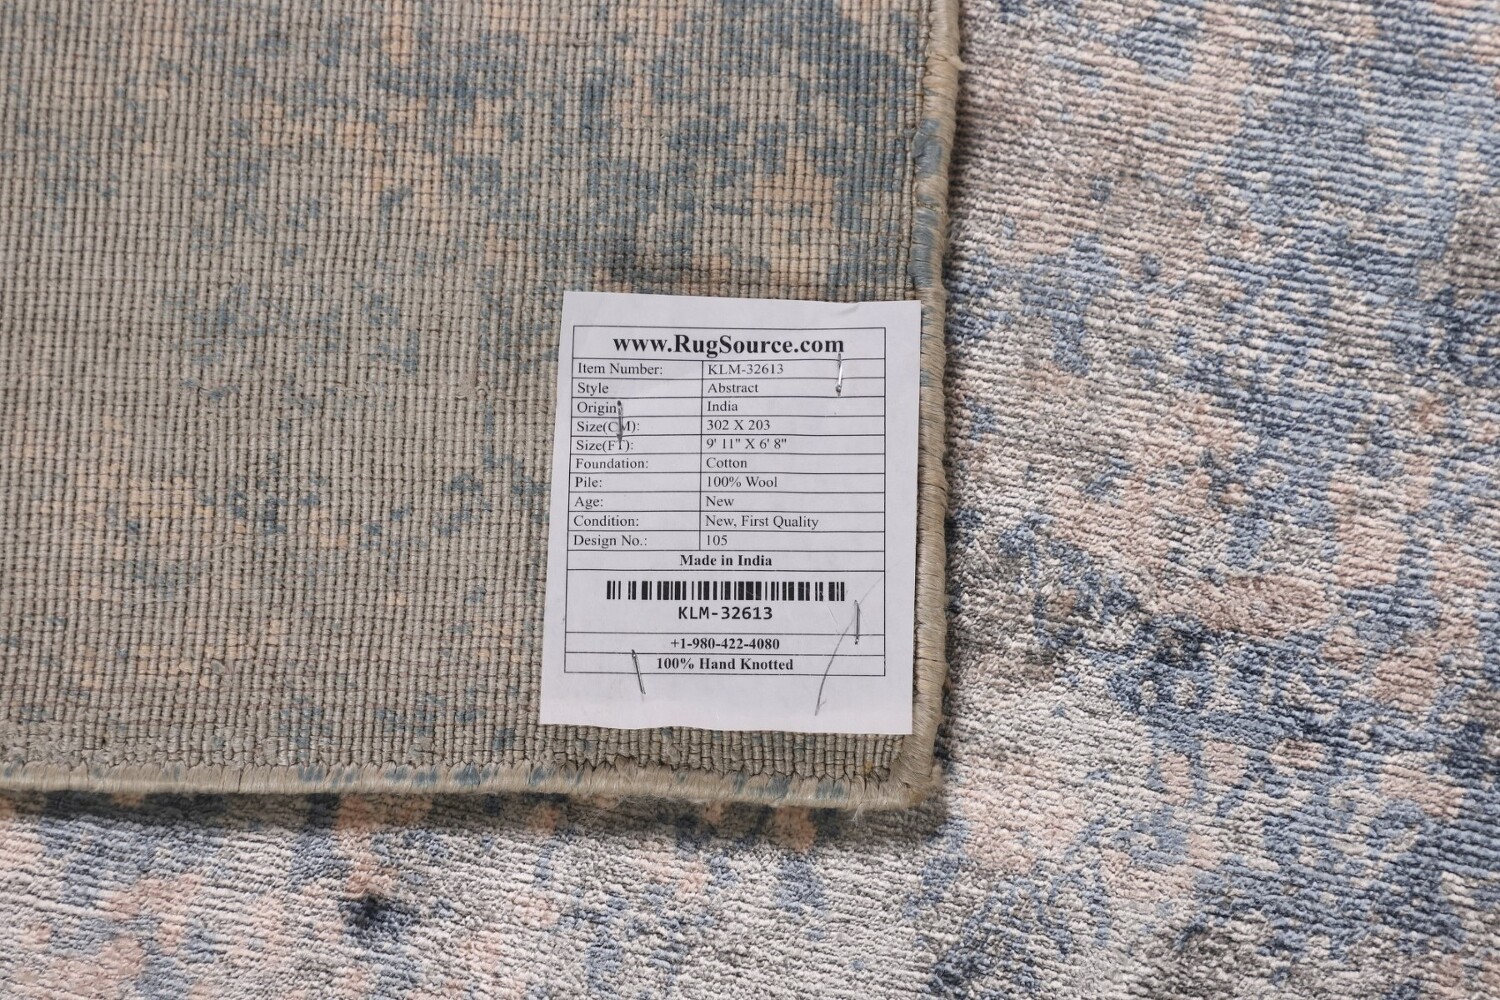 www.RugSource.com
Item Number: KLM-32613
Style Abstract
Origin: India
Size(CM): 302 X 203
Size(FT): 9' 11" X 6' 8"
Foundation: Cotton
Pile: 100% Wool
Age: New
Condition: New, First Quality
Design No.: 105
Made in India
KLM-32613
+1-980-422-4080
100% Hand Knotted